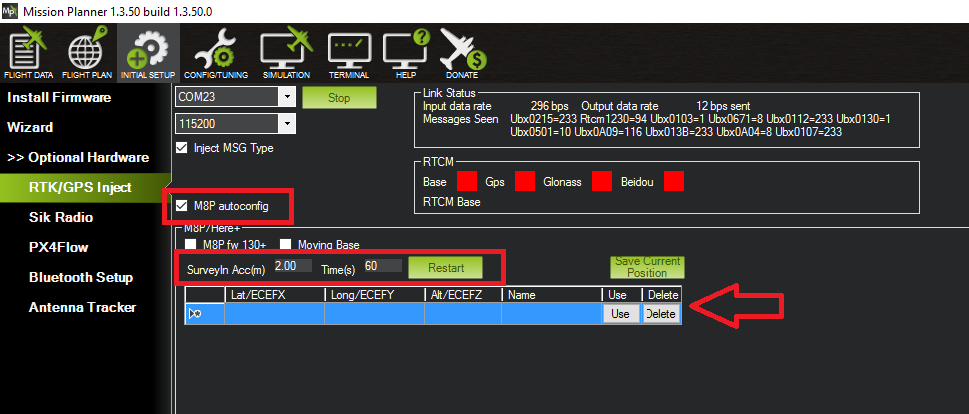 Mission Planner 1.3.50 build 1.3.50.0
FLIGHT DATA FLIGHT PLAN INITIAL SETUP CONFIG/TUNING SIMULATION TERMINAL HELP DONATE
Install Firmware
Wizard
>> Optional Hardware
RTK/GPS Inject
Sik Radio
PX4Flow
Bluetooth Setup
Antenna Tracker
COM23 Stop
115200
Inject MSG Type
M8P autoconfig
Link Status
Input data rate 296 bps Output data rate 12 bps sent
Messages Seen Ubx0215=233 Rtcm1230=94 Ubx0103=1 Ubx0671=8 Ubx0112=233 Ubx0130=1
Ubx0501=10 Ubx0A09=116 Ubx013B=233 Ubx0A04=8 Ubx0107=233
RTCM
Base Gps Glonass Beidou
RTCM Base
M8P/Here+
M8P fw 130+ Moving Base
SurveyIn Acc(m) 2.00 Time(s) 60 Restart
Save Current
Position
Lat/ECEFX Long/ECEFY Alt/ECEFZ Name Use Delete
Use Delete